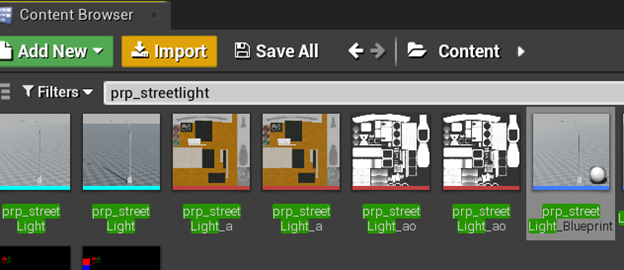 Content Browser
Add New Import Save All Content
Filters prp_streetlight
prp_street prp_street prp_street prp_street prp_street prp_street prp_street
Light Light Light_a Light_a Light_ao Light_ao Light_Blueprint